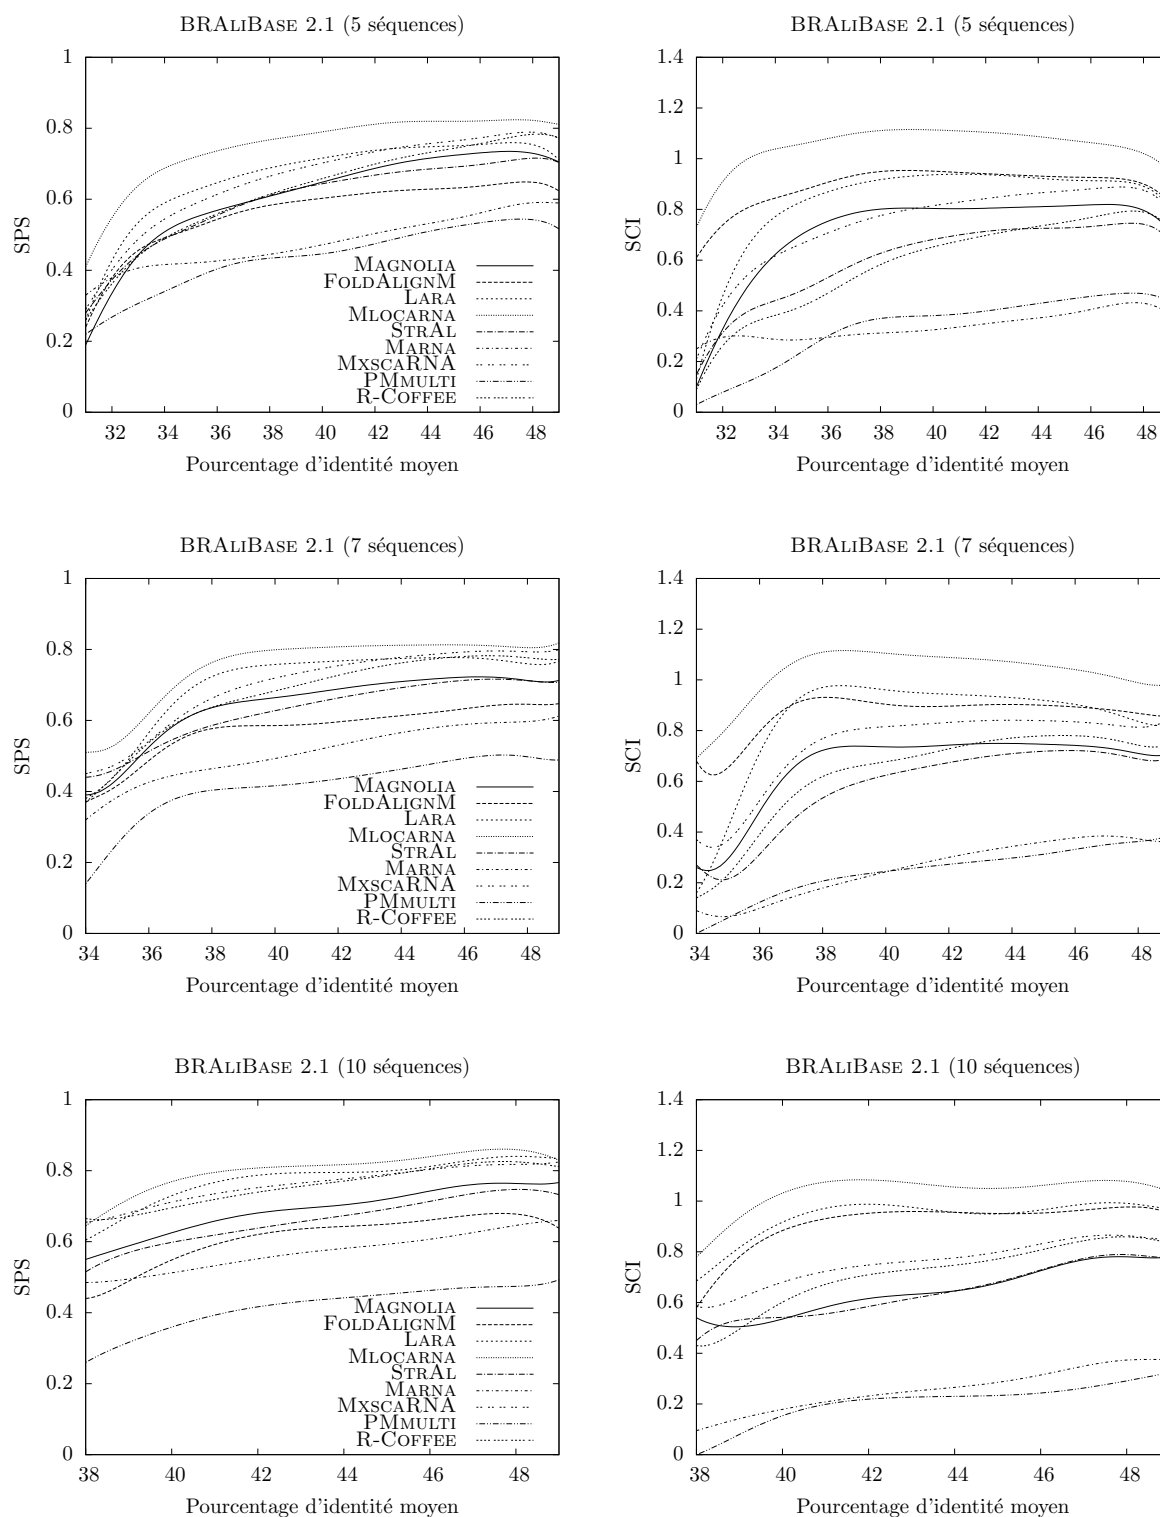 BRALIBASE 2.1 (5 séquences)
1
0.8
0.6
0.4
0.2
0
SPS
MAGNOLIA
FOLDALIGNM
LARA
MLOCARNA
STRAL
MARNA
MXSCARNA
PMMULTI
R-COFFEE
32 34 36 38 40 42 44 46 48
Pourcentage d'identité moyen
BRALIBASE 2.1 (5 séquences)
1.4
1.2
1
0.8
0.6
0.4
0.2
0
SCI
32 34 36 38 40 42 44 46 48
Pourcentage d'identité moyen
BRALIBASE 2.1 (7 séquences)
1
0.8
0.6
0.4
0.2
0
SPS
MAGNOLIA
FOLDALIGNM
LARA
MLOCARNA
STRAL
MARNA
MXSCARNA
PMMULTI
R-COFFEE
34 36 38 40 42 44 46 48
Pourcentage d'identité moyen
BRALIBASE 2.1 (7 séquences)
1.4
1.2
1
0.8
0.6
0.4
0.2
0
SCI
34 36 38 40 42 44 46 48
Pourcentage d'identité moyen
BRALIBASE 2.1 (10 séquences)
1
0.8
0.6
0.4
0.2
0
SPS
MAGNOLIA
FOLDALIGNM
LARA
MLOCARNA
STRAL
MARNA
MXSCARNA
PMMULTI
R-COFFEE
38 40 42 44 46 48
Pourcentage d'identité moyen
BRALIBASE 2.1 (10 séquences)
1.4
1.2
1
0.8
0.6
0.4
0.2
0
SCI
38 40 42 44 46 48
Pourcentage d'identité moyen